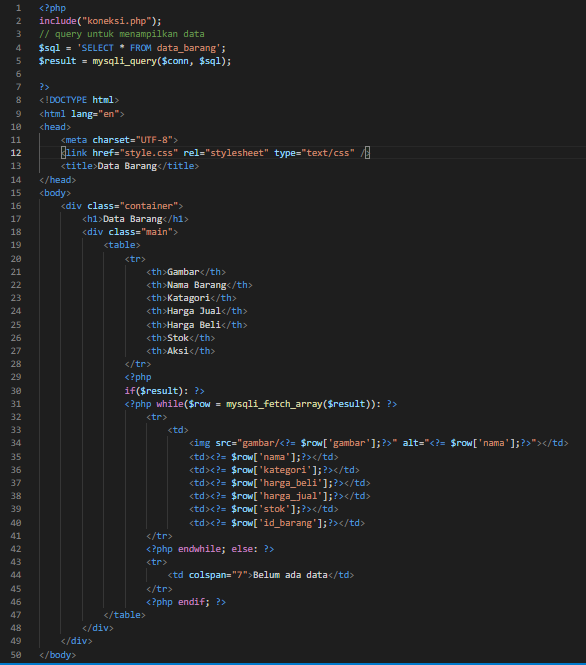 1 <?php
2 include("koneksi.php");
3 // query untuk menampilkan data
4 $sql = 'SELECT * FROM data_barang';
5 $result = mysqli_query($conn, $sql);
6
7 ?>
8 <!DOCTYPE html>
9 <html lang="en">
10 <head>
11 <meta charset="UTF-8">
12 <link href="style.css" rel="stylesheet" type="text/css" />
13 <title>Data Barang</title>
14 </head>
15 <body>
16 <div class="container">
17 <h1>Data Barang</h1>
18 <div class="main">
19 <table>
20 <tr>
21 <th>Gambar</th>
22 <th>Nama Barang</th>
23 <th>Katagori</th>
24 <th>Harga Jual</th>
25 <th>Harga Beli</th>
26 <th>Stok</th>
27 <th>Aksi</th>
28 </tr>
29 <?php
30 if($result): ?>
31 <?php while($row = mysqli_fetch_array($result)): ?>
32 <tr>
33 <td>
34 <img src="gambar/<?= $row['gambar'];?>" alt="<?= $row['nama'];?>"></td>
35 <td><?= $row['nama'];?></td>
36 <td><?= $row['kategori'];?></td>
37 <td><?= $row['harga_beli'];?></td>
38 <td><?= $row['harga_jual'];?></td>
39 <td><?= $row['stok'];?></td>
40 <td><?= $row['id_barang'];?></td>
41 </tr>
42 <?php endwhile; else: ?>
43 <tr>
44 <td colspan="7">Belum ada data</td>
45 </tr>
46 <?php endif; ?>
47 </table>
48 </div>
49 </div>
50 </body>